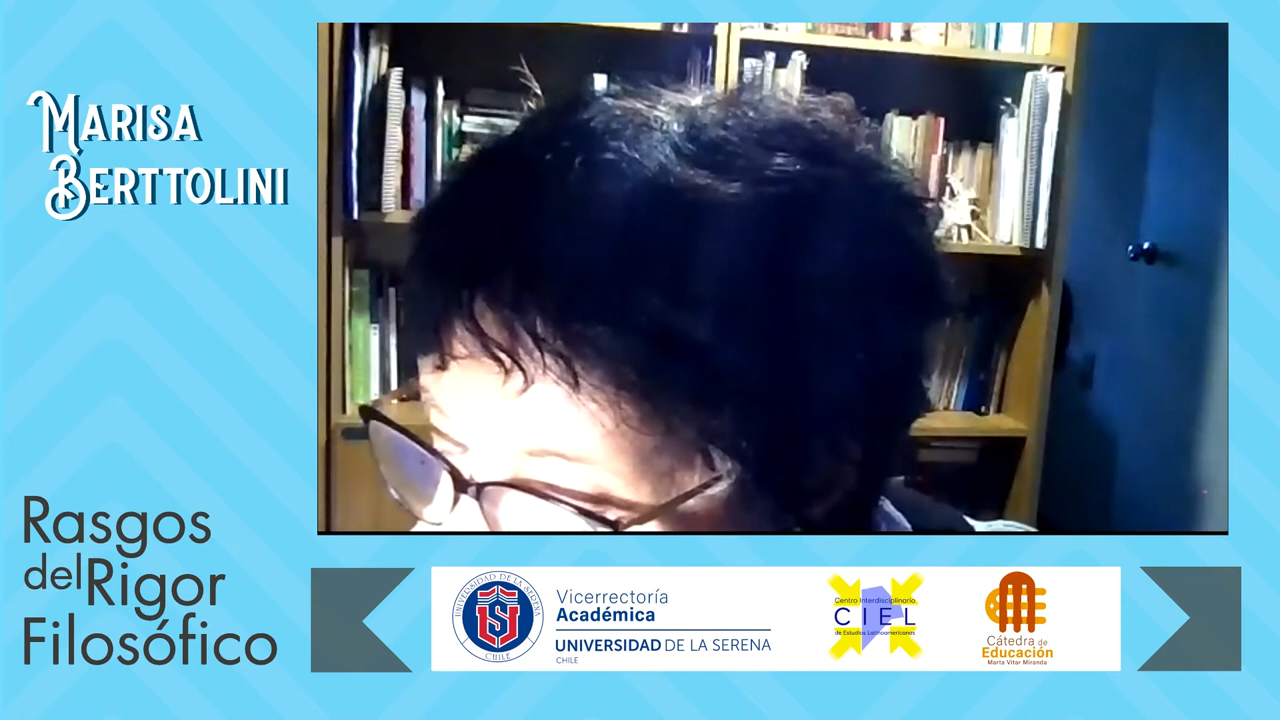 Marisa
Berttolini
Rasgos
del Rigor
Filosófico
UNIVERSIDAD DE LA SERENA
CHILE
Vicerrectoría
Académica
UNIVERSIDAD DE LA SERENA
CHILE
Centro Interdisciplinario
CIEL
de Estudios Latinoamericanos
Cátedra de
Educación
Marta Vitar Miranda